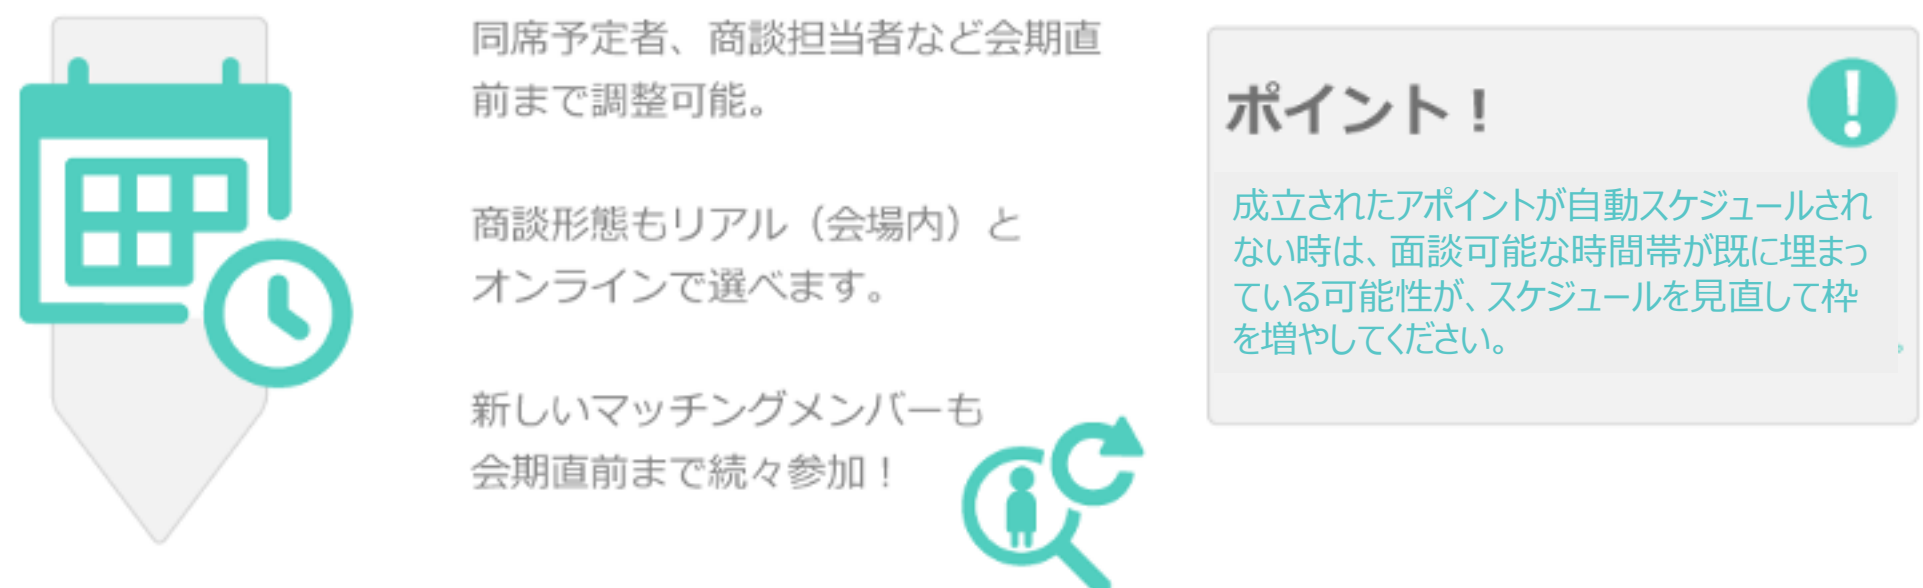 同席予定者、商談担当者など会期直
前まで調整可能。
商談形態もリアル（会場内）と
オンラインで選べます。
新しいマッチングメンバーも
会期直前まで続々参加！
ポイント！
成立されたアポイントが自動スケジュールされ
ない時は、面談可能な時間帯が既に埋まっ
ている可能性が、スケジュールを見直して枠
を増やしてください。